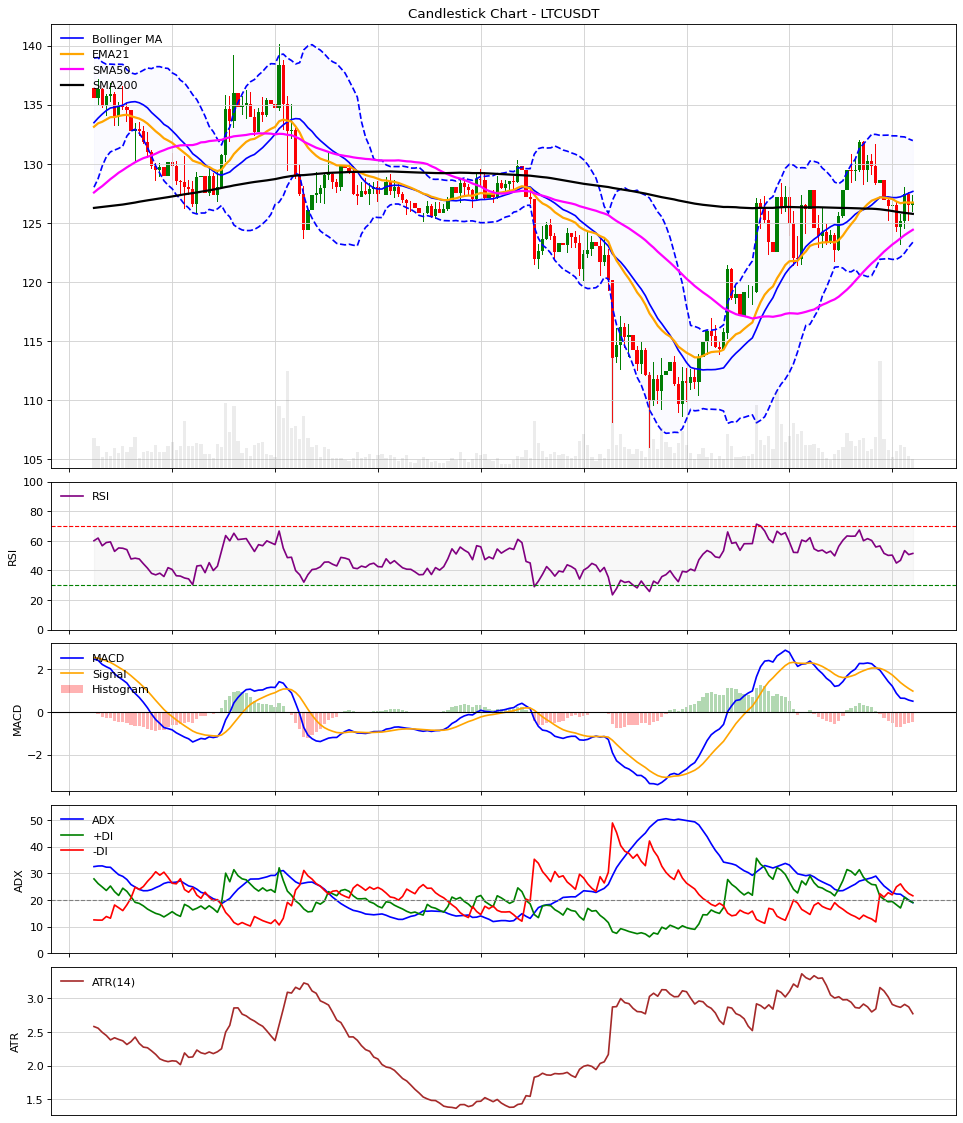 Candlestick Chart - LTCUSDT
Bollinger MA
EMA21
SMA50
SMA200
140
135
130
125
120
115
110
105
RSI
100
80
60
40
20
0
RSI
MACD
Signal
Histogram
2
0
−2
MACD
ADX
+DI
-DI
50
40
30
20
10
0
ADX
ATR(14)
3.0
2.5
2.0
1.5
ATR